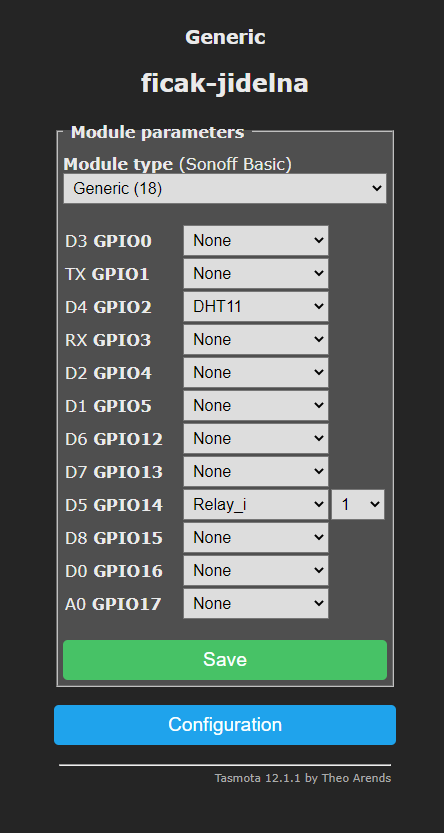 Generic
ficak-jidelna
Module parameters
Module type (Sonoff Basic)
Generic (18)
D3 GPIO0 None
TX GPIO1 None
D4 GPIO2 DHT11
RX GPIO3 None
D2 GPIO4 None
D1 GPIO5 None
D6 GPIO12 None
D7 GPIO13 None
D5 GPIO14 Relay_i 1
D8 GPIO15 None
D0 GPIO16 None
A0 GPIO17 None
Save
Configuration
Tasmota 12.1.1 by Theo Arends